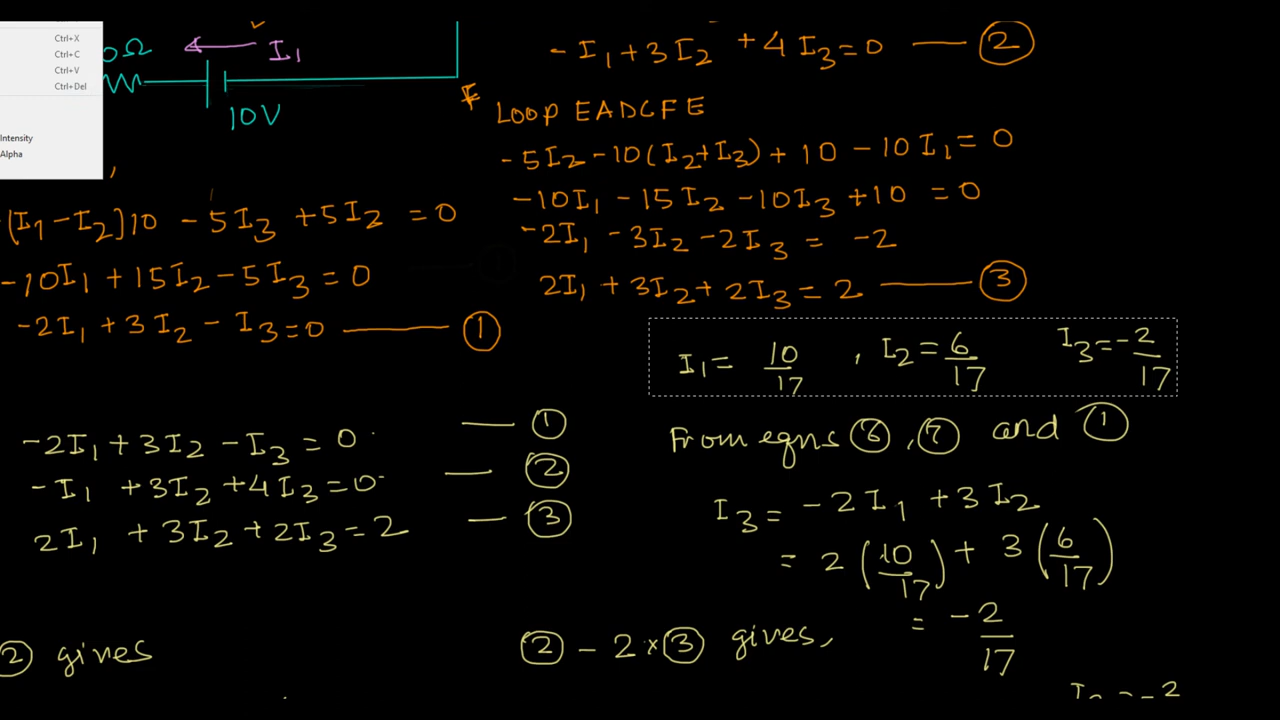 Ctrl+X
Ctrl+C
Ctrl+V
Ctrl+Del
Intensity
Alpha
0Ω
I₁
10V
(I₁-I₂)10 - 5I₃ +5I₂ = 0
-10I₁ + 15I₂ - 5I₃ = 0
-2I₁ + 3I₂ - I₃ = 0 —— ①
-2I₁ + 3I₂ - I₃ = 0 —— ①
-I₁ + 3I₂ + 4I₃ = 0 —— ②
2I₁ + 3I₂ + 2I₃ = 2 —— ③
② gives
-I₁ + 3I₂ + 4I₃ = 0 —— ②
F
LOOP EADCFE
-5I₂ - 10(I₂+I₃) + 10 - 10I₁ = 0
-10I₁ - 15I₂ - 10I₃ + 10 = 0
-2I₁ - 3I₂ - 2I₃ = -2
2I₁ + 3I₂ + 2I₃ = 2 —— ③
I₁ = 10/17 , I₂ = 6/17 I₃ = -2/17
From eqns ⑥ , ⑦ and ①
I₃ = -2I₁ + 3I₂
= 2(10/17) + 3(6/17)
= -2/17
② - 2×③ gives,